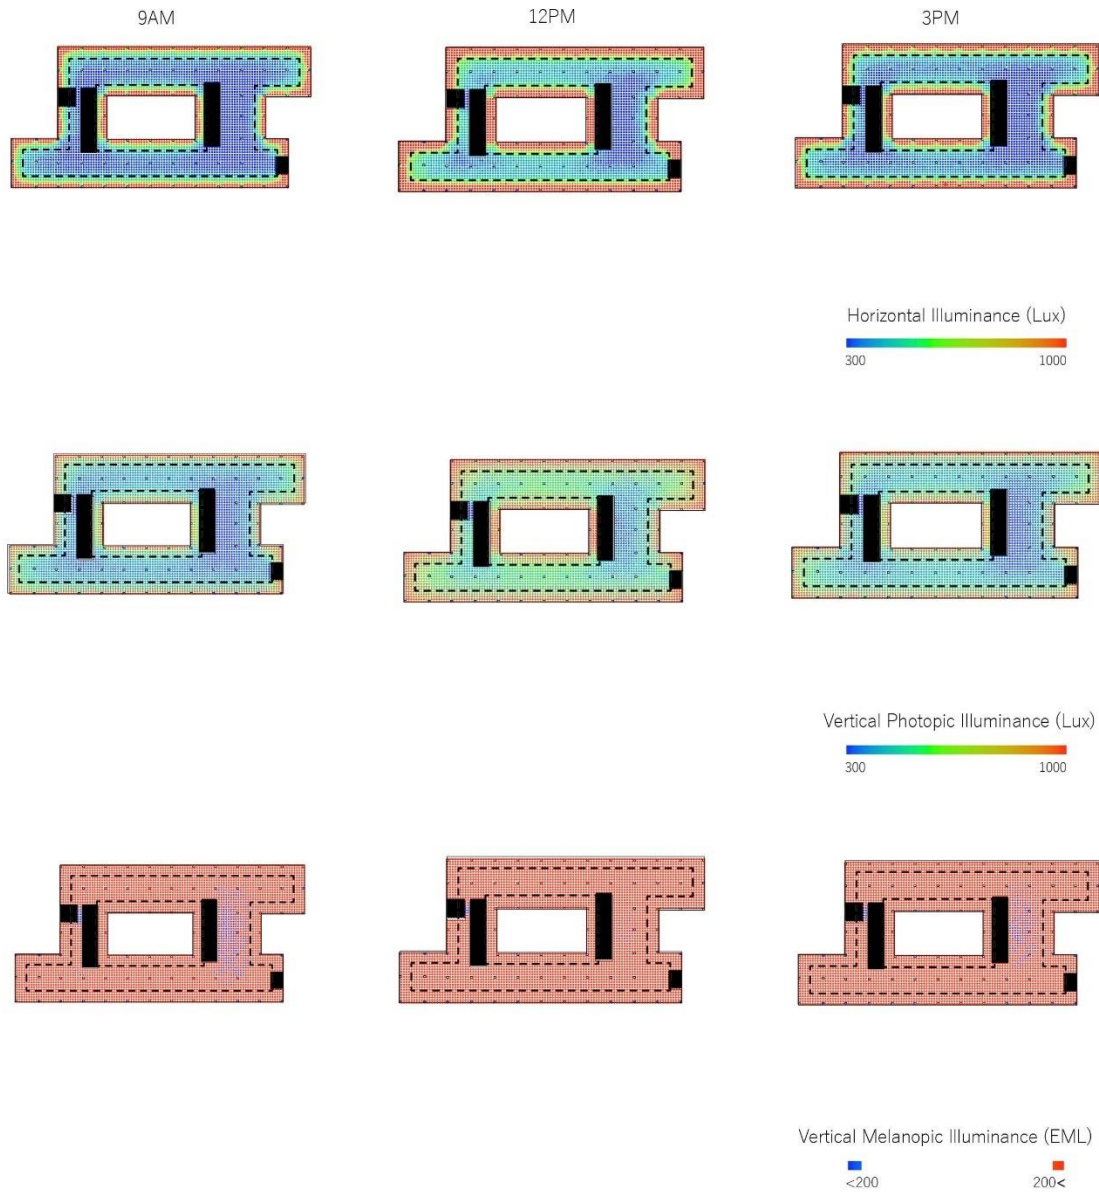 9AM 12PM 3PM
Horizontal Illuminance (Lux)
300 1000
Vertical Photopic Illuminance (Lux)
300 1000
Vertical Melanopic Illuminance (EML)
<200 200<